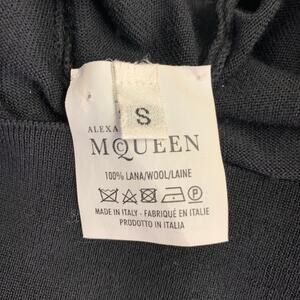 S
ALEXA
McQUEEN
100% LANA/WOOL/LAINE
MADE IN ITALY - FABRIQUÉ EN ITALIE
PRODOTTO IN ITALIA